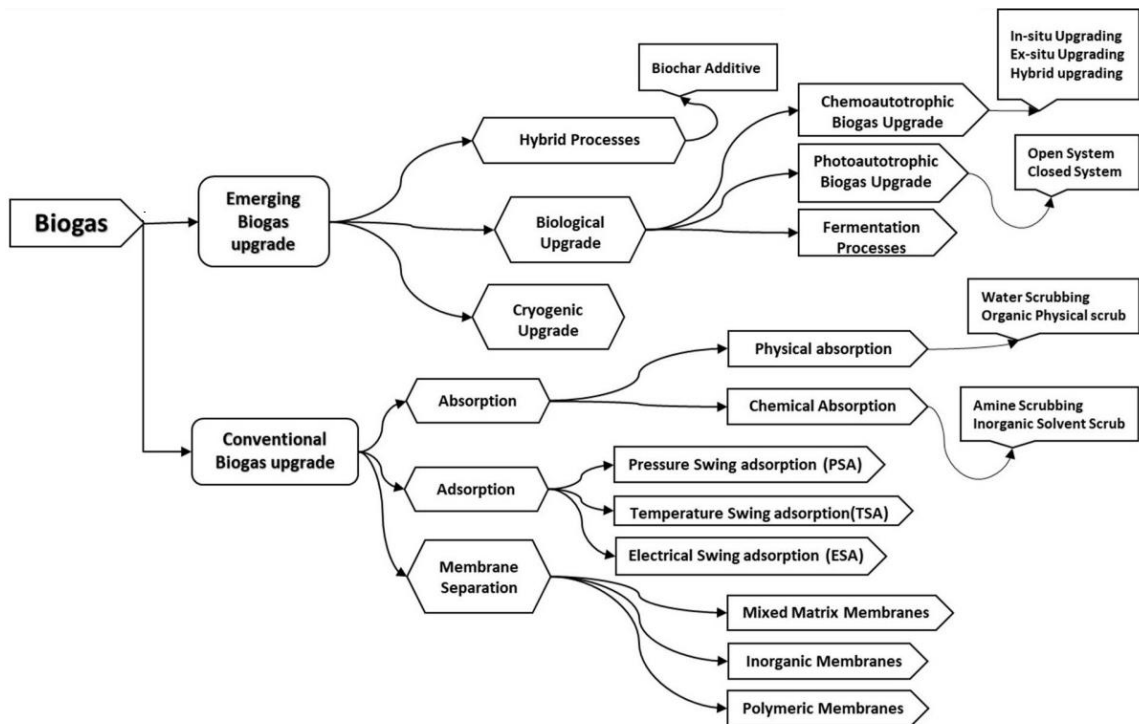 Biogas
Emerging
Biogas
upgrade
Hybrid Processes
Biochar Additive
Biological
Upgrade
Chemoautotrophic
Biogas Upgrade
In-situ Upgrading
Ex-situ Upgrading
Hybrid upgrading
Photoautotrophic
Biogas Upgrade
Open System
Closed System
Fermentation
Processes
Cryogenic
Upgrade
Conventional
Biogas upgrade
Absorption
Physical absorption
Water Scrubbing
Organic Physical scrub
Chemical Absorption
Amine Scrubbing
Inorganic Solvent Scrub
Adsorption
Pressure Swing adsorption (PSA)
Temperature Swing adsorption(TSA)
Electrical Swing adsorption (ESA)
Membrane
Separation
Mixed Matrix Membranes
Inorganic Membranes
Polymeric Membranes